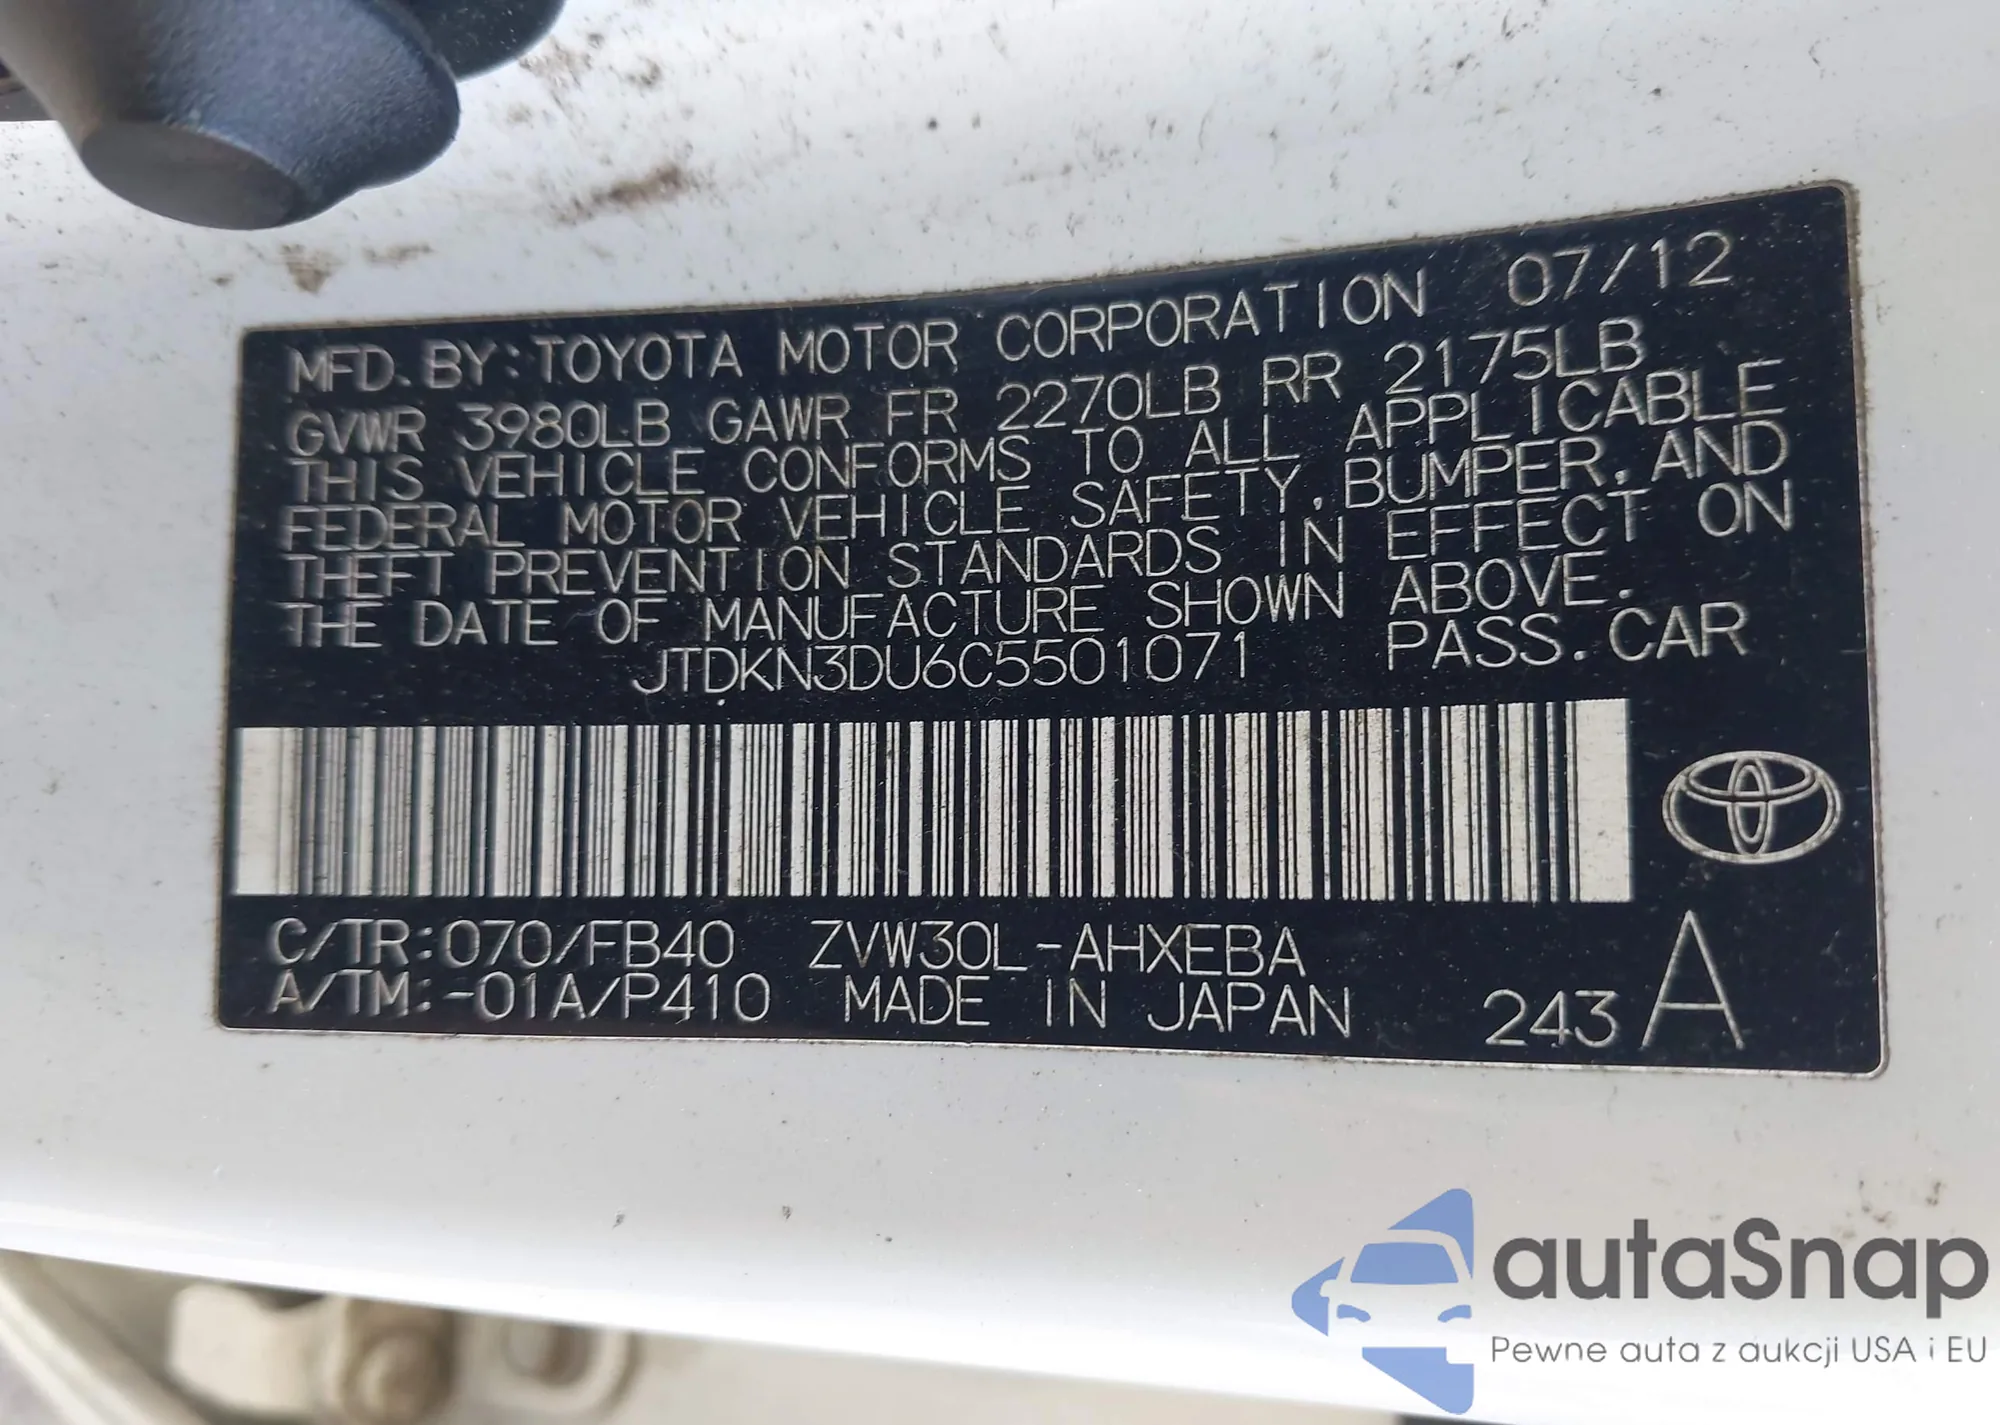 MFD. BY: TOYOTA MOTOR CORPORATION 07/12
GVWR 3980LB GAWR FR 2270LB RR 2175LB
THIS VEHICLE CONFORMS TO ALL APPLICABLE
FEDERAL MOTOR VEHICLE SAFETY, BUMPER, AND
THEFT PREVENTION STANDARDS IN EFFECT ON
THE DATE OF MANUFACTURE SHOWN ABOVE.
JTDKN3DU6C5501071 PASS. CAR
C/TR:070/FB40 ZVW30L-AHXEBA
A/TM:-01A/P410 MADE IN JAPAN 243 A
autaSnap
Pewne auta z aukcji USA i EU